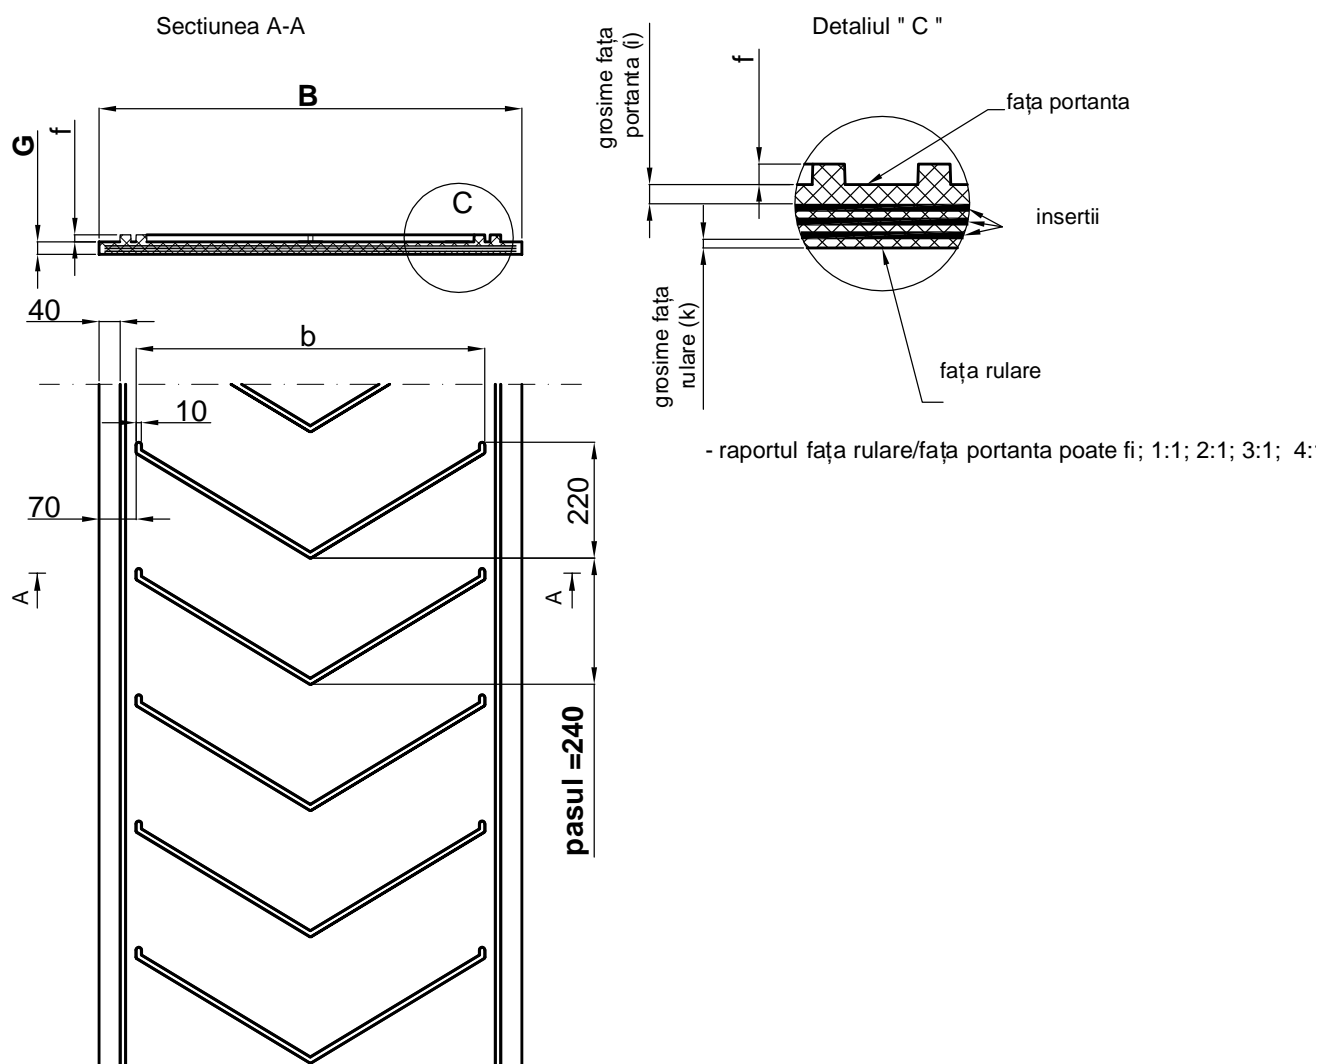 Sectiunea A-A
Detaliul " C "
B
G
f
C
40
b
10
70
220
A
A
pasul =240
grosime fața
portanta (i)
f
fața portanta
insertii
grosime fața
rulare (k)
fața rulare
- raportul fața rulare/fața portanta poate fi; 1:1; 2:1; 3:1; 4: